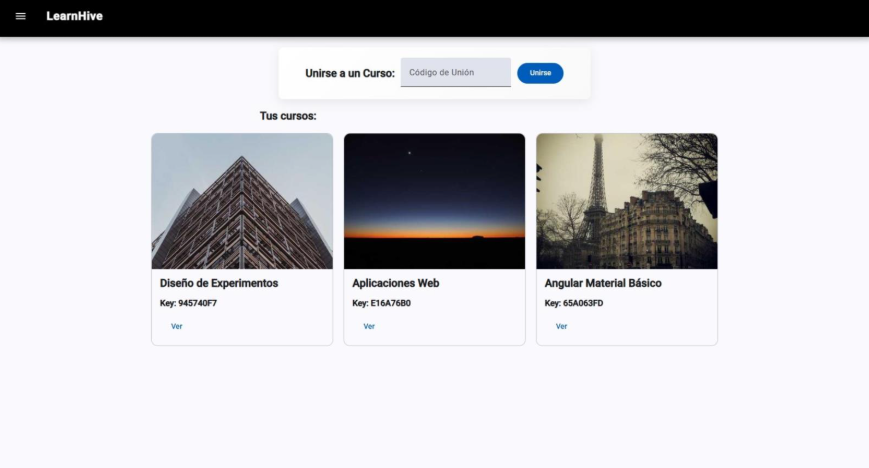 LearnHive
Unirse a un Curso: Código de Unión Unirse
Tus cursos:
Diseño de Experimentos
Key: 945740F7
Ver
Aplicaciones Web
Key: E16A76B0
Ver
Angular Material Básico
Key: 65A063FD
Ver